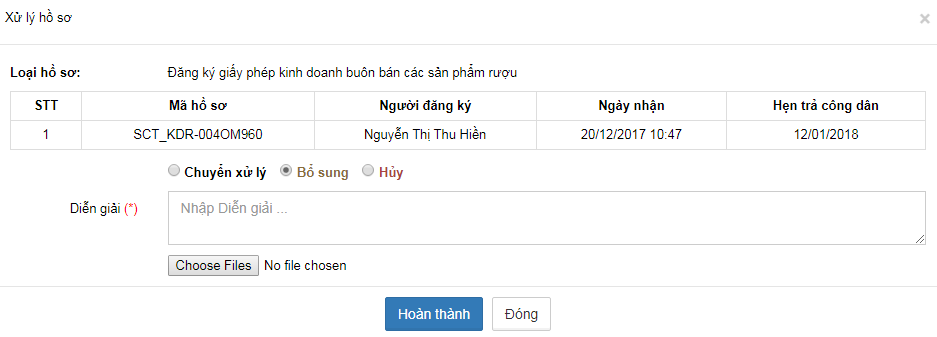 Xử lý hồ sơ ×
Loại hồ sơ: Đăng ký giấy phép kinh doanh buôn bán các sản phẩm rượu
STT Mã hồ sơ Người đăng ký Ngày nhận Hẹn trả công dân
1 SCT_KDR-004OM960 Nguyễn Thị Thu Hiền 20/12/2017 10:47 12/01/2018
Chuyển xử lý Bổ sung Hủy
Diễn giải (*) Nhập Diễn giải ...
Choose Files No file chosen
Hoàn thành Đóng